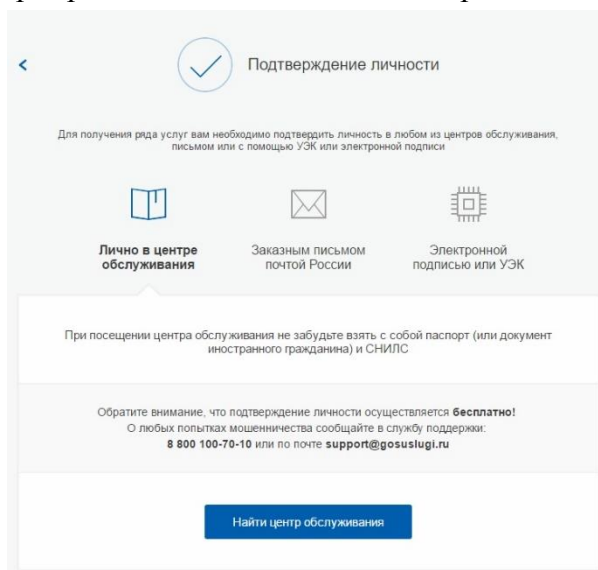 Подтверждение личности
Для получения ряда услуг вам необходимо подтвердить личность в любом из центров обслуживания,
письмом или с помощью УЭК или электронной подписи
Лично в центре
обслуживания
Заказным письмом
почтой России
Электронной
подписью или УЭК
При посещении центра обслуживания не забудьте взять с собой паспорт (или документ
иностранного гражданина) и СНИЛС
Обратите внимание, что подтверждение личности осуществляется бесплатно!
О любых попытках мошенничества сообщайте в службу поддержки:
8 800 100-70-10 или по почте support@gosuslugi.ru
Найти центр обслуживания